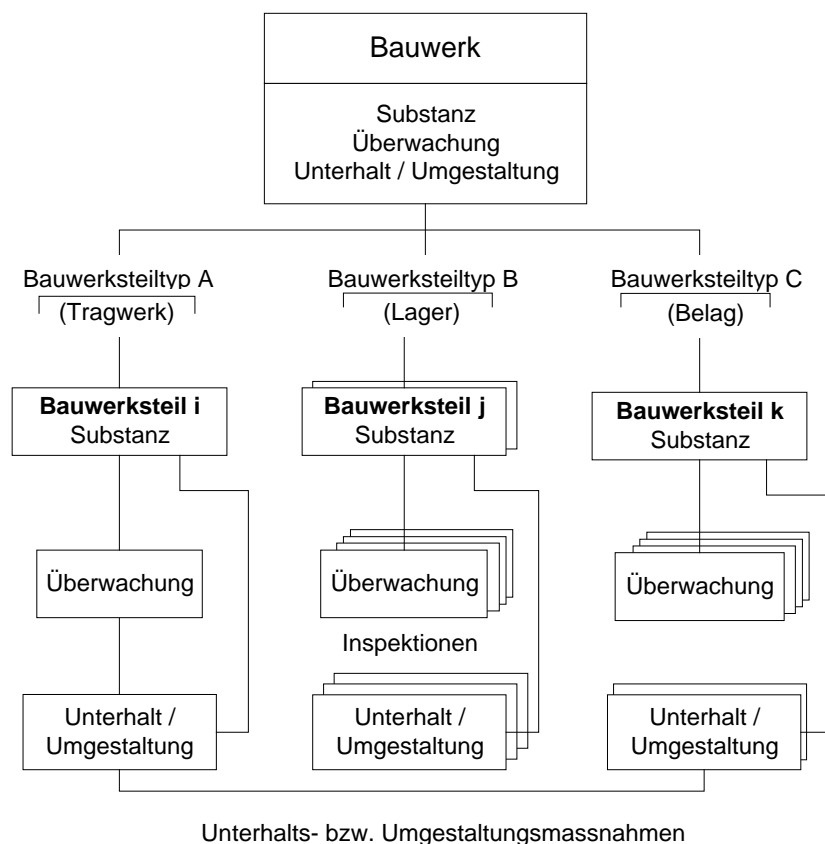 Bauwerk
Substanz
Überwachung
Unterhalt / Umgestaltung
Bauwerksteiltyp A
(Tragwerk)
Bauwerksteiltyp B
(Lager)
Bauwerksteiltyp C
(Belag)
Bauwerksteil i
Substanz
Bauwerksteil j
Substanz
Bauwerksteil k
Substanz
Überwachung
Überwachung
Überwachung
Inspektionen
Unterhalt /
Umgestaltung
Unterhalt /
Umgestaltung
Unterhalt /
Umgestaltung
Unterhalts- bzw. Umgestaltungsmassnahmen